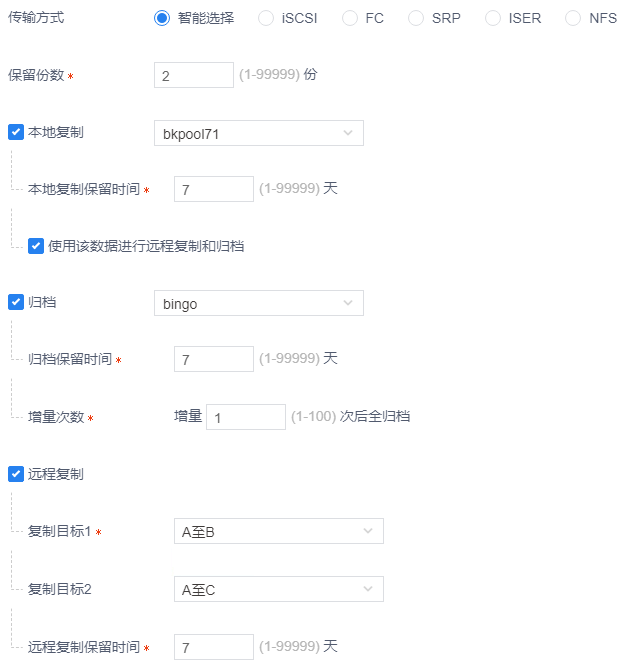 传输方式 智能选择 iSCSI FC SRP ISER NFS
保留份数 * 2 (1-99999) 份
本地复制 bkpool71
本地复制保留时间 * 7 (1-99999) 天
使用该数据进行远程复制和归档
归档 bingo
归档保留时间 * 7 (1-99999) 天
增量次数 * 增量 1 (1-100) 次后全归档
远程复制
复制目标1 * A至B
复制目标2 A至C
远程复制保留时间 * 7 (1-99999) 天